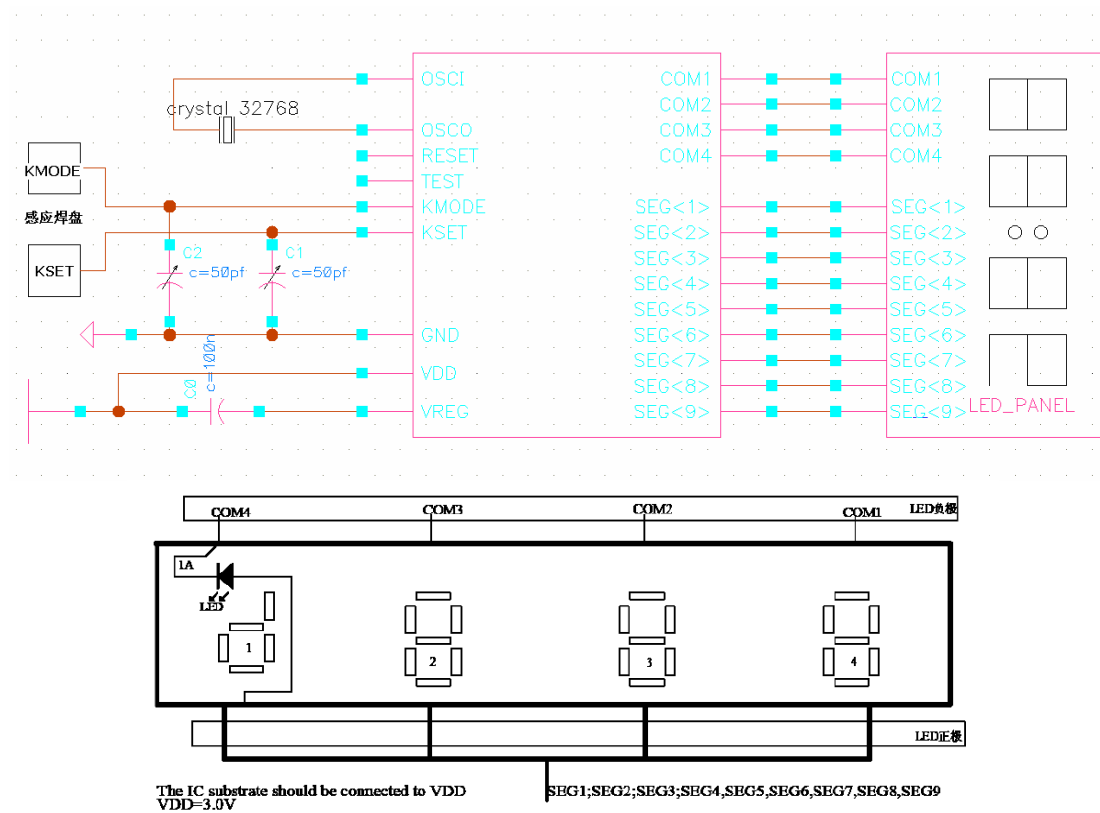 OSCI
COM1
COM1
crystal 32768
COM2
COM2
OSCO
COM3
COM3
RESET
COM4
COM4
KMODE
TEST
KMODE
SEG<1>
SEG<1>
感应焊盘
KSET
SEG<2>
SEG<2>
C2
C1
SEG<3>
SEG<3>
KSET
c=50pf
c=50pf
SEG<4>
SEG<4>
SEG<5>
SEG<5>
GND
SEG<6>
SEG<6>
c=100n
SEG<7>
SEG<7>
VDD
C0
SEG<8>
SEG<8>
LED_PANEL
VREG
SEG<9>
SEG<9>
COM4
COM3
COM2
COM1
LED负极
1A
LED
1
2
3
4
LED正极
The IC substrate should be connected to VDD
VDD=3.0V
SEG1;SEG2;SEG3;SEG4,SEG5,SEG6,SEG7,SEG8,SEG9